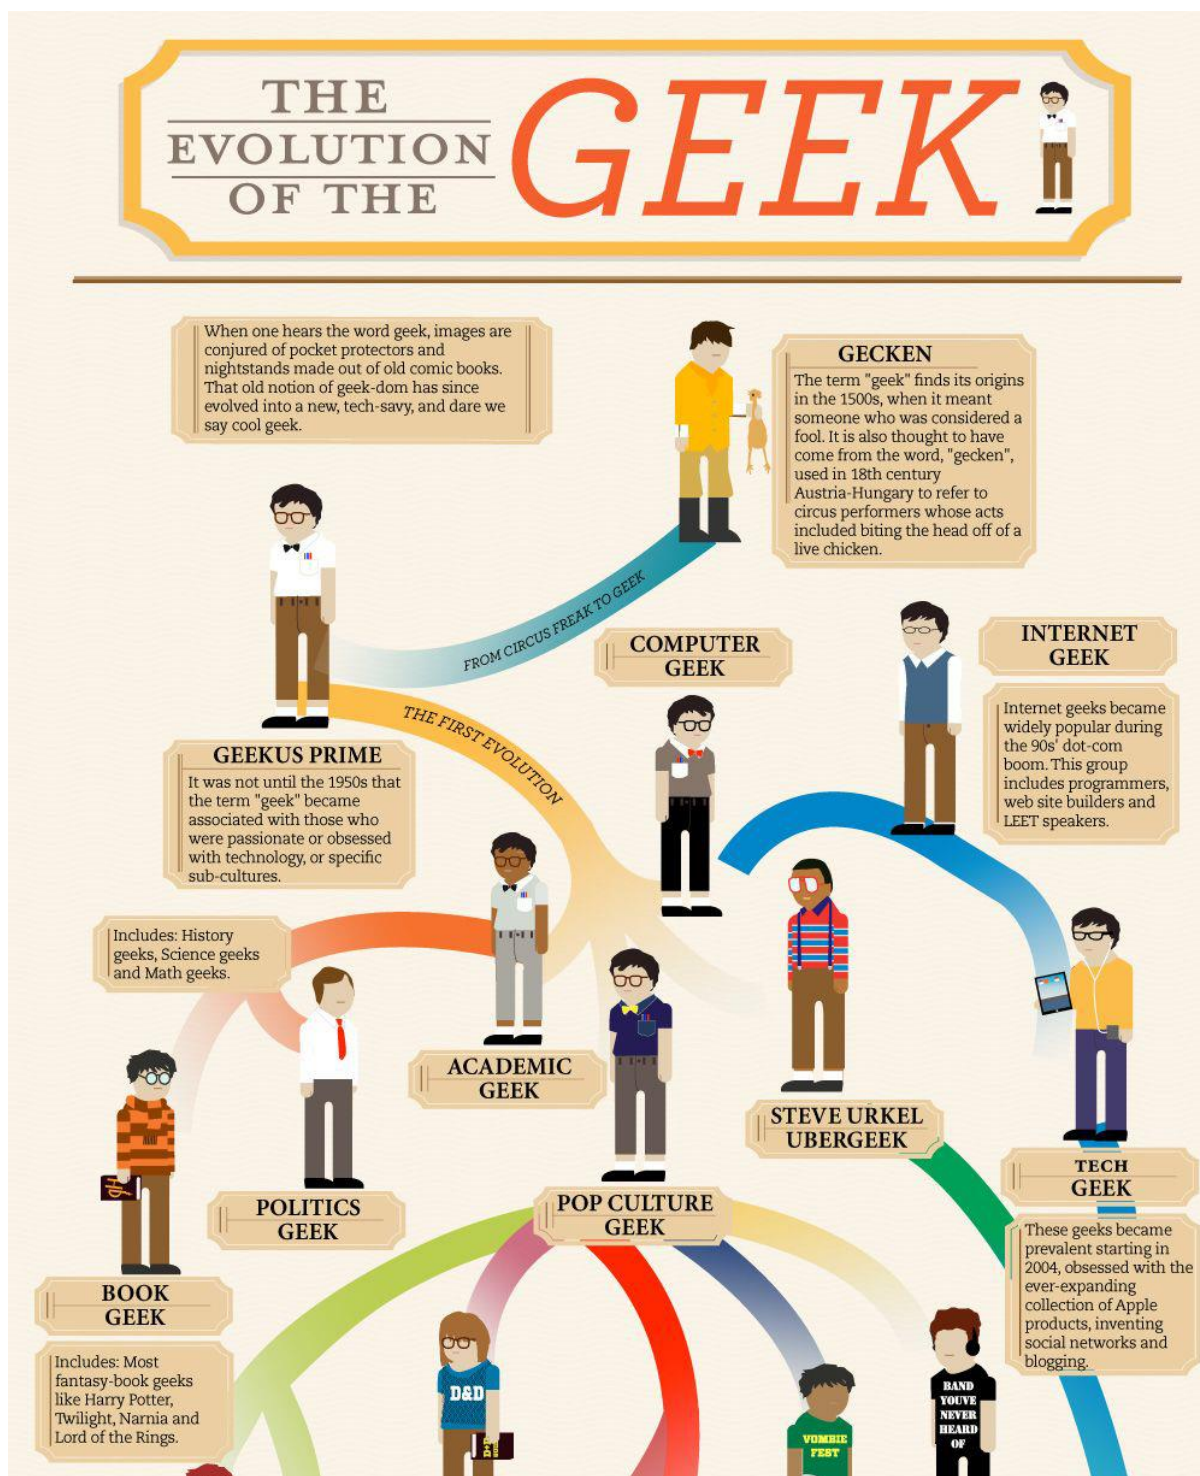 THE
EVOLUTION
OF THE
GEEK
When one hears the word geek, images are
conjured of pocket protectors and
nightstands made out of old comic books.
That old notion of geek-dom has since
evolved into a new, tech-savy, and dare we
say cool geek.
GECKEN
The term "geek" finds its origins
in the 1500s, when it meant
someone who was considered a
fool. It is also thought to have
come from the word, "gecken",
used in 18th century
Austria-Hungary to refer to
circus performers whose acts
included biting the head off of a
live chicken.
FROM CIRCUS FREAK TO GEEK
GEEKUS PRIME
It was not until the 1950s that
the term "geek" became
associated with those who
were passionate or obsessed
with technology, or specific
sub-cultures.
THE FIRST EVOLUTION
COMPUTER
GEEK
INTERNET
GEEK
Internet geeks became
widely popular during
the 90s' dot-com
boom. This group
includes programmers,
web site builders and
LEET speakers.
Includes: History
geeks, Science geeks
and Math geeks.
ACADEMIC
GEEK
POLITICS
GEEK
POP CULTURE
GEEK
STEVE URKEL
UBERGEEK
TECH
GEEK
These geeks became
prevalent starting in
2004, obsessed with the
ever-expanding
collection of Apple
products, inventing
social networks and
blogging.
HP
BOOK
GEEK
Includes: Most
fantasy-book geeks
like Harry Potter,
Twilight, Narnia and
Lord of the Rings.
D&D
D+D
VOMBIE
FEST
BAND
YOUVE
NEVER
HEARD
OF